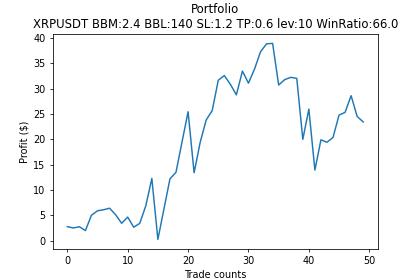 Portfolio
XRPUSDT BBM:2.4 BBL:140 SL:1.2 TP:0.6 lev:10 WinRatio:66.0
40
35
30
25
20
15
10
5
0
Profit ($)
0 10 20 30 40 50
Trade counts